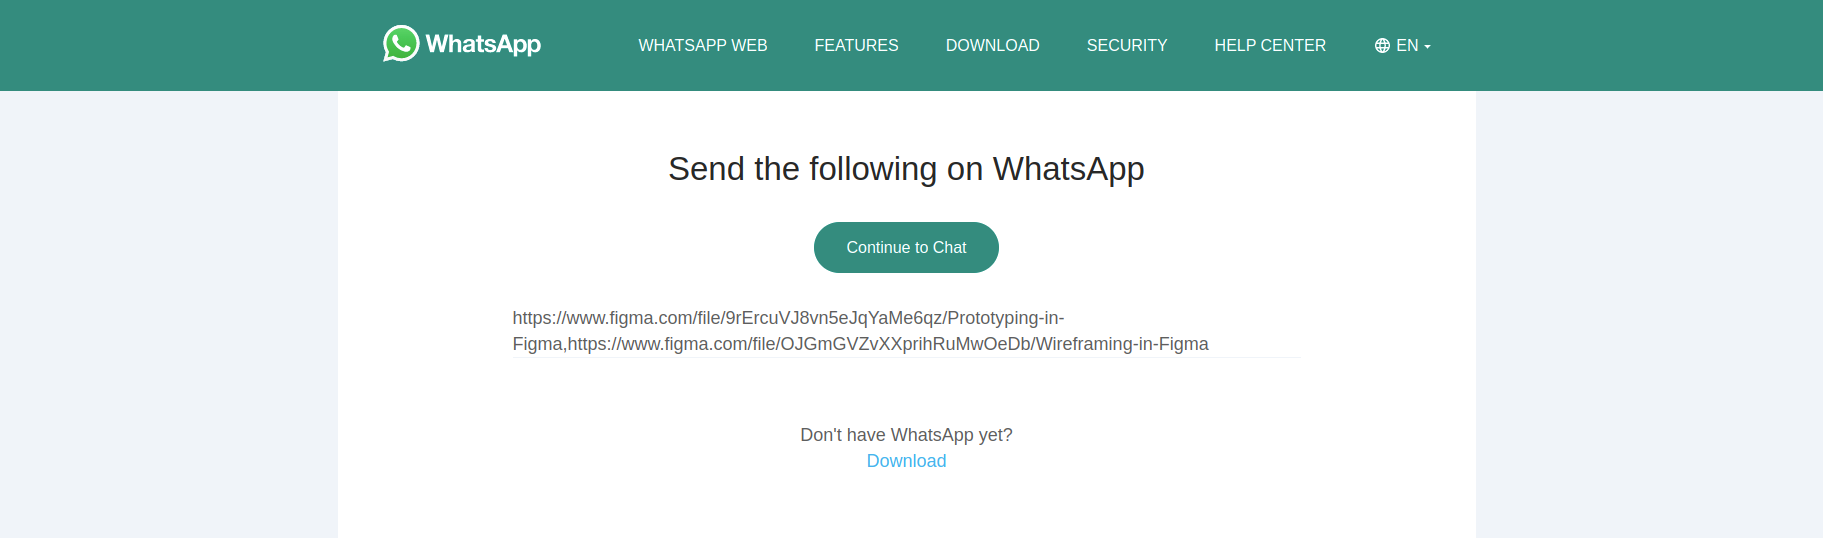 WhatsApp
WHATSAPP WEB
FEATURES
DOWNLOAD
SECURITY
HELP CENTER
EN
Send the following on WhatsApp
Continue to Chat
https://www.figma.com/file/9rErcuVJ8vn5eJqYaMe6qz/Prototyping-in-
Figma,https://www.figma.com/file/OJGmGVZvXXprihRuMwOeDb/Wireframing-in-Figma
Don't have WhatsApp yet?
Download